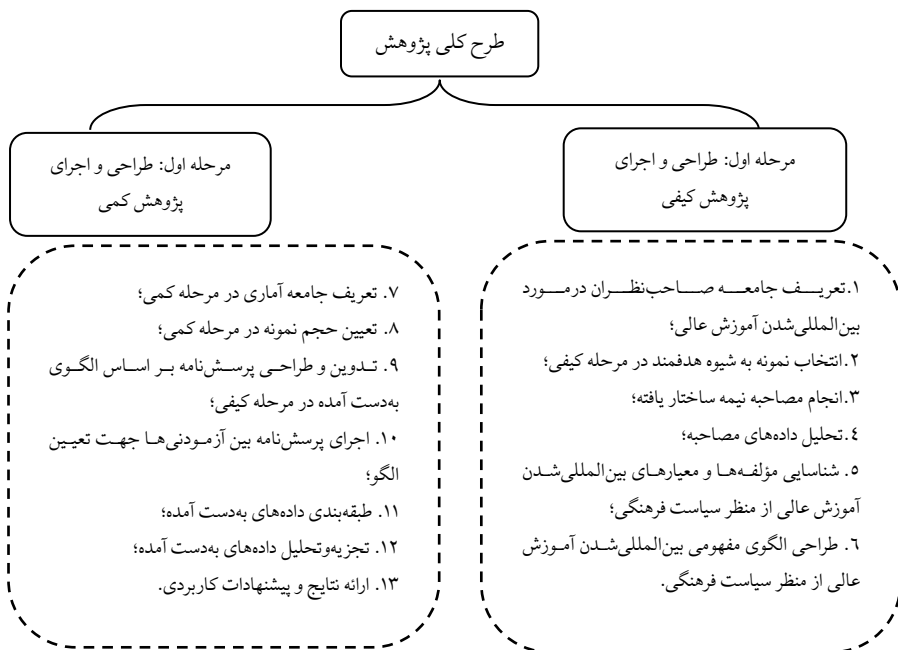 طرح کلی پژوهش
مرحله اول: طراحی و اجرای
پژوهش کیفی
۱.تعریف جامعه صاحب‌نظران درمورد
بین‌المللی‌شدن آموزش عالی؛
۲.انتخاب نمونه به شیوه هدفمند در مرحله کیفی؛
۳.انجام مصاحبه نیمه ساختار یافته؛
٤.تحلیل داده‌های مصاحبه؛
٥. شناسایی مؤلفه‌ها و معیارهای بین‌المللی‌شدن
آموزش عالی از منظر سیاست فرهنگی؛
٦. طراحی الگوی مفهومی بین‌المللی‌شدن آموزش
عالی از منظر سیاست فرهنگی.
مرحله اول: طراحی و اجرای
پژوهش کمی
۷. تعریف جامعه آماری در مرحله کمی؛
۸. تعیین حجم نمونه در مرحله کمی؛
۹. تدوین و طراحی پرسش‌نامه بر اساس الگوی
به‌دست آمده در مرحله کیفی؛
۱۰. اجرای پرسش‌نامه بین آزمودنی‌ها جهت تعیین
الگو؛
۱۱. طبقه‌بندی داده‌های به‌دست آمده؛
۱۲. تجزیه‌وتحلیل داده‌های به‌دست آمده؛
۱۳. ارائه نتایج و پیشنهادات کاربردی.